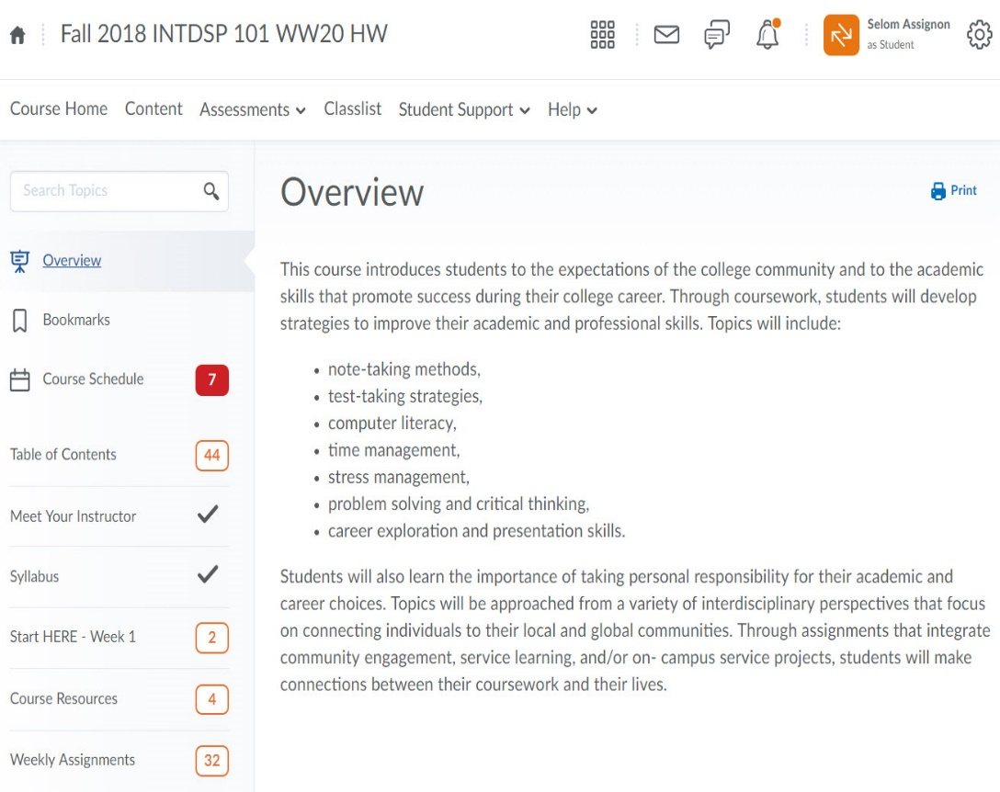 Fall 2018 INTDSP 101 WW20 HW
Selom Assignon
as Student
Course Home Content Assessments Classlist Student Support Help
Search Topics
Overview
Bookmarks
Course Schedule 7
Table of Contents 44
Meet Your Instructor
Syllabus
Start HERE - Week 1 2
Course Resources 4
Weekly Assignments 32
Overview
Print
This course introduces students to the expectations of the college community and to the academic
skills that promote success during their college career. Through coursework, students will develop
strategies to improve their academic and professional skills. Topics will include:
• note-taking methods,
• test-taking strategies,
• computer literacy,
• time management,
• stress management,
• problem solving and critical thinking,
• career exploration and presentation skills.
Students will also learn the importance of taking personal responsibility for their academic and
career choices. Topics will be approached from a variety of interdisciplinary perspectives that focus
on connecting individuals to their local and global communities. Through assignments that integrate
community engagement, service learning, and/or on- campus service projects, students will make
connections between their coursework and their lives.